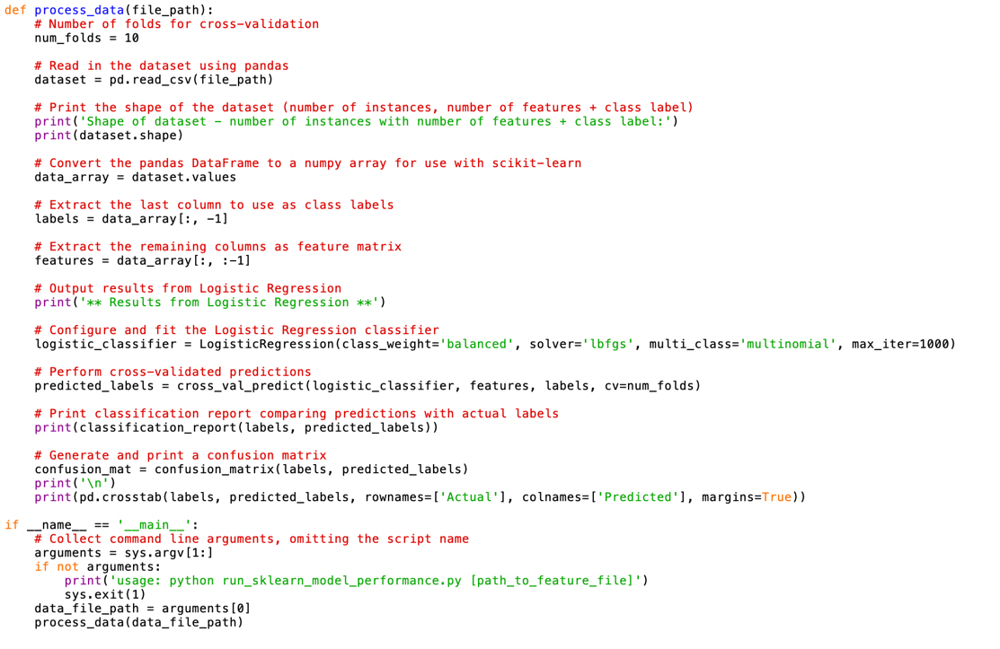 def process_data(file_path):
    # Number of folds for cross-validation
    num_folds = 10

    # Read in the dataset using pandas
    dataset = pd.read_csv(file_path)

    # Print the shape of the dataset (number of instances, number of features + class label)
    print('Shape of dataset - number of instances with number of features + class label:')
    print(dataset.shape)

    # Convert the pandas DataFrame to a numpy array for use with scikit-learn
    data_array = dataset.values

    # Extract the last column to use as class labels
    labels = data_array[:, -1]

    # Extract the remaining columns as feature matrix
    features = data_array[:, :-1]

    # Output results from Logistic Regression
    print('** Results from Logistic Regression **')

    # Configure and fit the Logistic Regression classifier
    logistic_classifier = LogisticRegression(class_weight='balanced', solver='lbfgs', multi_class='multinomial', max_iter=1000)

    # Perform cross-validated predictions
    predicted_labels = cross_val_predict(logistic_classifier, features, labels, cv=num_folds)

    # Print classification report comparing predictions with actual labels
    print(classification_report(labels, predicted_labels))

    # Generate and print a confusion matrix
    confusion_mat = confusion_matrix(labels, predicted_labels)
    print('\n')
    print(pd.crosstab(labels, predicted_labels, rownames=['Actual'], colnames=['Predicted'], margins=True))

if __name__ == '__main__':
    # Collect command line arguments, omitting the script name
    arguments = sys.argv[1:]
    if not arguments:
        print('usage: python run_sklearn_model_performance.py [path_to_feature_file]')
        sys.exit(1)
    data_file_path = arguments[0]
    process_data(data_file_path)